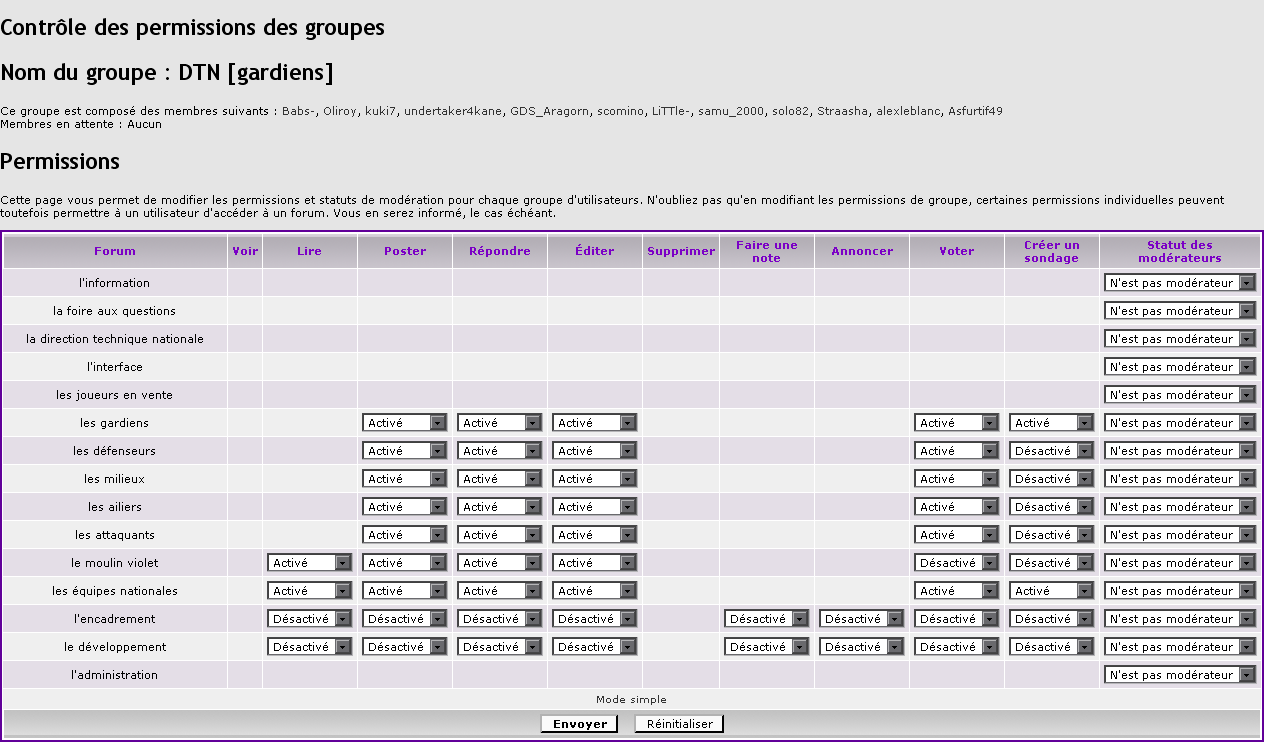 Contrôle des permissions des groupes
Nom du groupe : DTN [gardiens]
Ce groupe est composé des membres suivants : Babs-, Oliroy, kuki7, undertaker4kane, GDS_Aragorn, scomino, LiTTle-, samu_2000, solo82, Straasha, alexleblanc, Asfurtif49
Membres en attente : Aucun
Permissions
Cette page vous permet de modifier les permissions et statuts de modération pour chaque groupe d'utilisateurs. N'oubliez pas qu'en modifiant les permissions de groupe, certaines permissions individuelles peuvent
toutefois permettre à un utilisateur d'accéder à un forum. Vous en serez informé, le cas échéant.
Forum Voir Lire Poster Répondre Éditer Supprimer Faire une note Annoncer Voter Créer un sondage Statut des modérateurs
l'information N'est pas modérateur
la foire aux questions N'est pas modérateur
la direction technique nationale N'est pas modérateur
l'interface N'est pas modérateur
les joueurs en vente N'est pas modérateur
les gardiens Activé Activé Activé Activé Activé N'est pas modérateur
les défenseurs Activé Activé Activé Activé Désactivé N'est pas modérateur
les milieux Activé Activé Activé Activé Désactivé N'est pas modérateur
les ailiers Activé Activé Activé Activé Désactivé N'est pas modérateur
les attaquants Activé Activé Activé Activé Désactivé N'est pas modérateur
le moulin violet Activé Activé Activé Activé Désactivé Désactivé N'est pas modérateur
les équipes nationales Activé Activé Activé Activé Activé Activé N'est pas modérateur
l'encadrement Désactivé Désactivé Désactivé Désactivé Désactivé Désactivé Désactivé Désactivé N'est pas modérateur
le développement Désactivé Désactivé Désactivé Désactivé Désactivé Désactivé Désactivé Désactivé N'est pas modérateur
l'administration N'est pas modérateur
Mode simple
Envoyer Réinitialiser